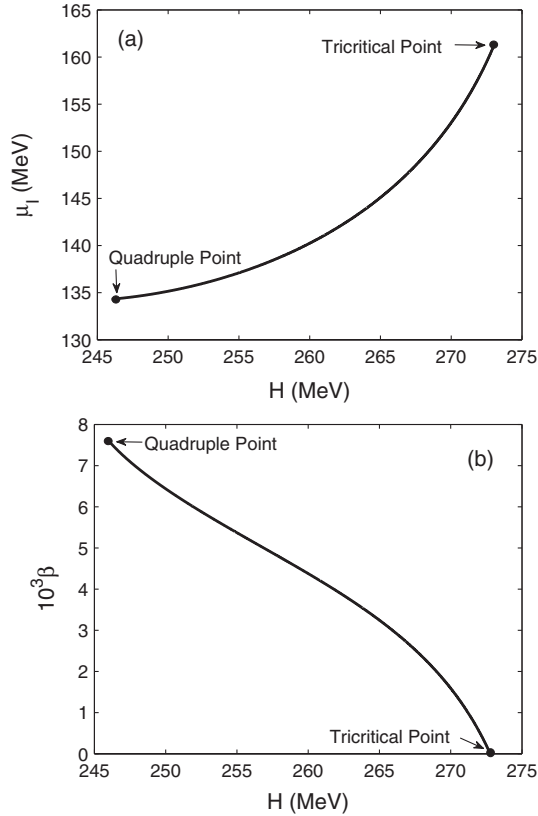 165
(a)
Tricritical Point
160
155
150
μI (MeV)
145
140
Quadruple Point
135
130
245 250 255 260 265 270 275
H (MeV)
8
Quadruple Point
(b)
7
6
5
10³β
4
3
2
1
Tricritical Point
0
245 250 255 260 265 270 275
H (MeV)